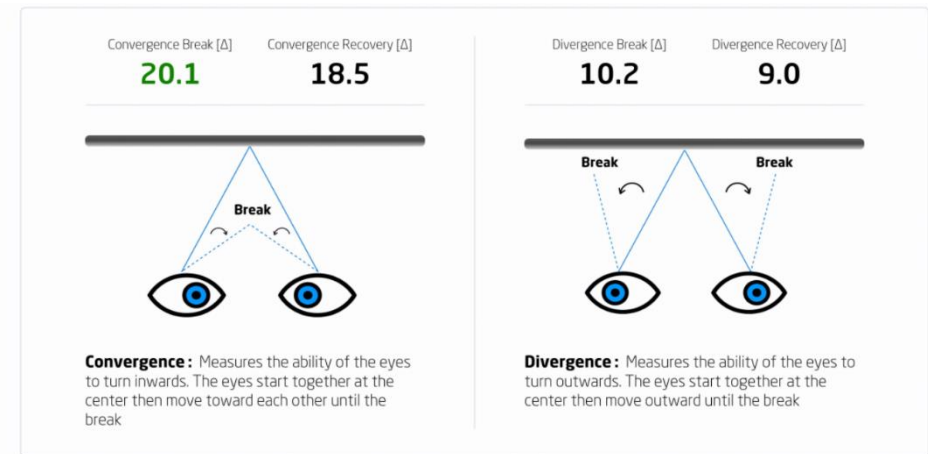 Convergence Break [Δ]
Convergence Recovery [Δ]
20.1
18.5
Break
Convergence : Measures the ability of the eyes
to turn inwards. The eyes start together at the
center then move toward each other until the
break
Divergence Break [Δ]
Divergence Recovery [Δ]
10.2
9.0
Break
Break
Divergence : Measures the ability of the eyes to
turn outwards. The eyes start together at the
center then move outward until the break